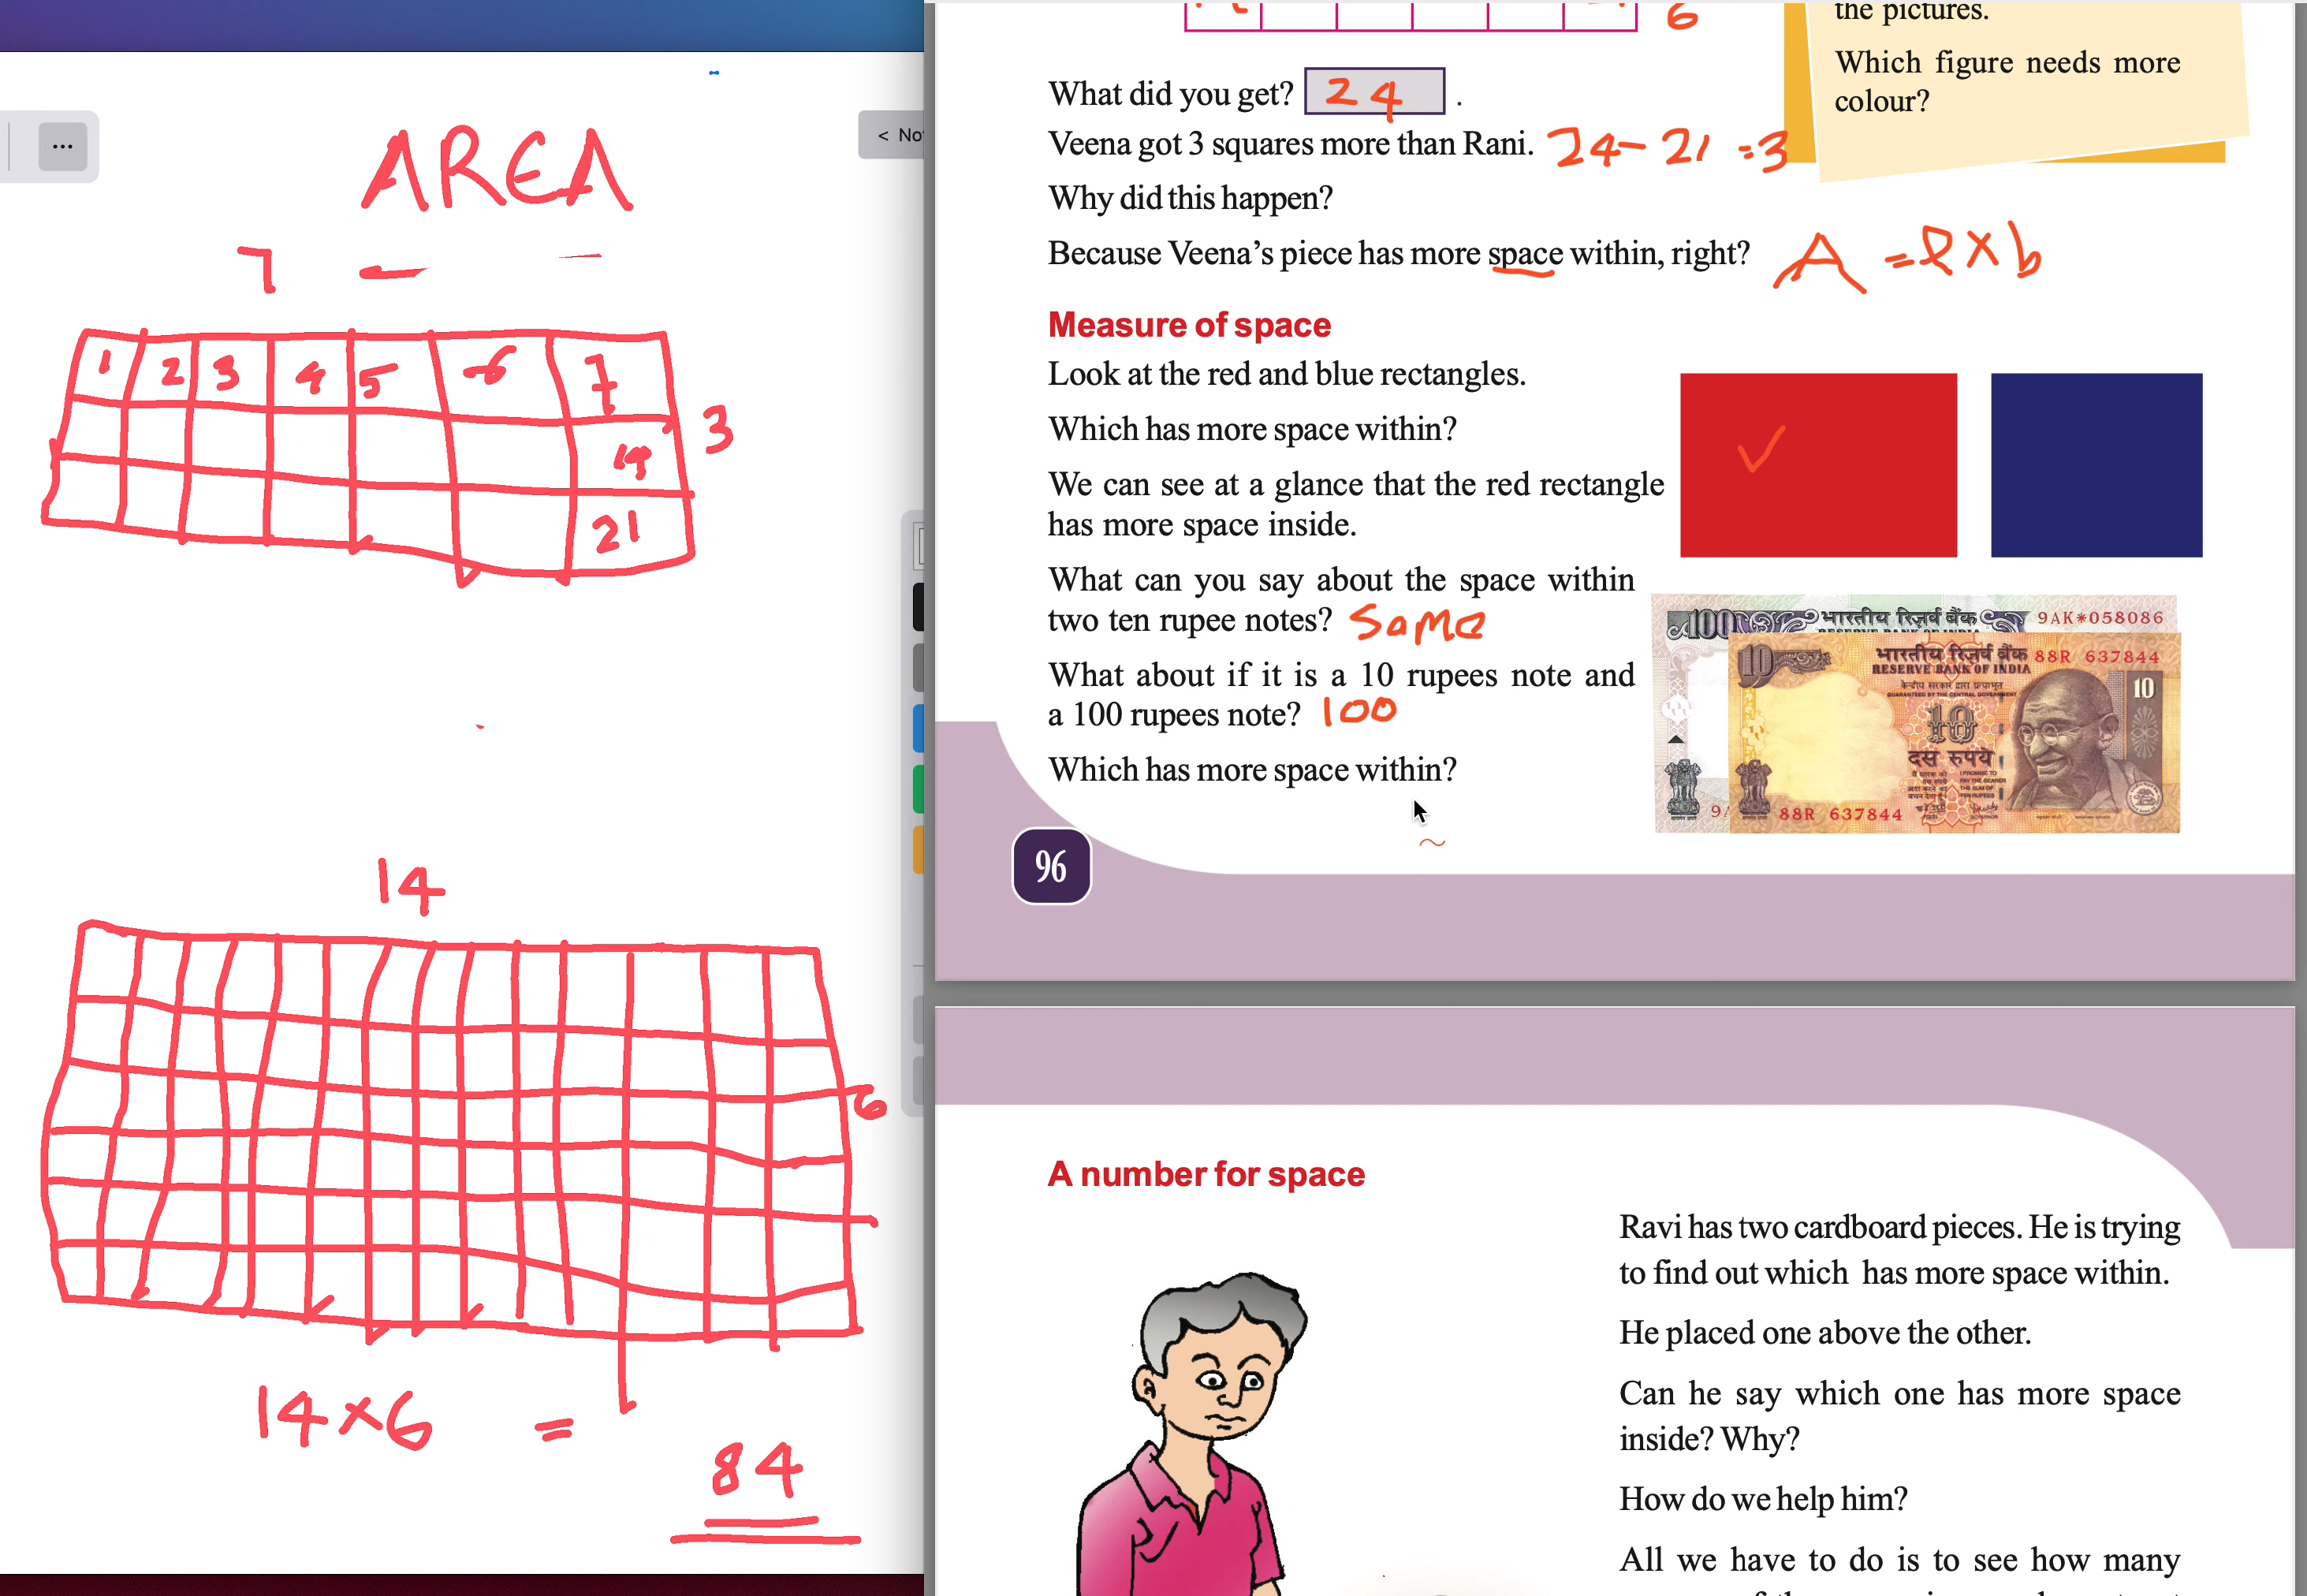 ...
< No
AREA
7
1 2 3 4 5 6 7
3
14
21
14
6
14×6 =
84
6
What did you get? 24 .
Veena got 3 squares more than Rani. 24-21=3
Why did this happen?
Because Veena's piece has more space within, right? A=l×b
the pictures.
Which figure needs more
colour?
Measure of space
Look at the red and blue rectangles.
Which has more space within?
We can see at a glance that the red rectangle
has more space inside.
What can you say about the space within
two ten rupee notes? Same
What about if it is a 10 rupees note and
a 100 rupees note? 100
Which has more space within?
100 भारतीय रिज़र्व बैंक 9AK*058086
10 भारतीय रिज़र्व बैंक 88R 637844
RESERVE BANK OF INDIA
10
10
दस रुपये
88R 637844
96
A number for space
Ravi has two cardboard pieces. He is trying
to find out which has more space within.
He placed one above the other.
Can he say which one has more space
inside? Why?
How do we help him?
All we have to do is to see how many